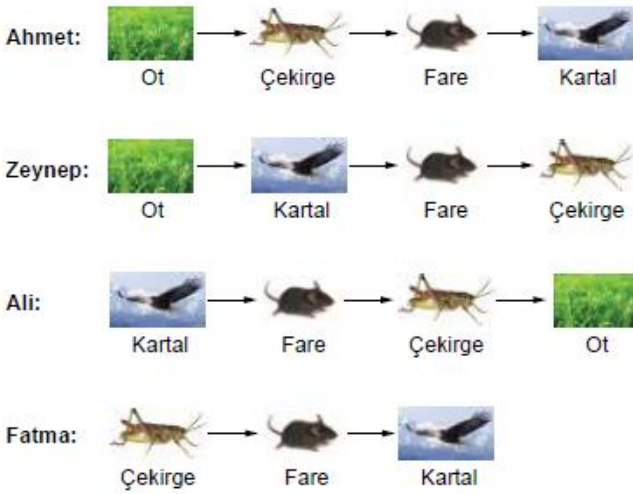 Ahmet:
Ot Çekirge Fare Kartal
Zeynep:
Ot Kartal Fare Çekirge
Ali:
Kartal Fare Çekirge Ot
Fatma:
Çekirge Fare Kartal